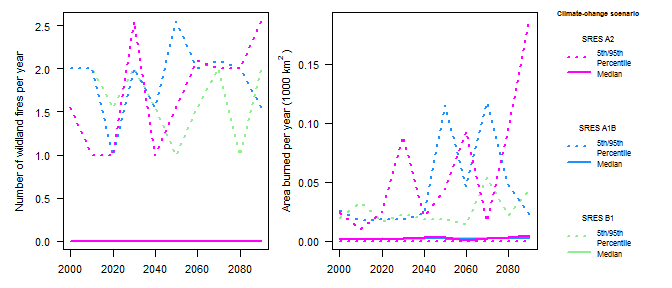 Climate-change scenario
SRES A2
5th/95th
Percentile
Median
SRES A1B
5th/95th
Percentile
Median
SRES B1
5th/95th
Percentile
Median
Number of wildland fires per year
2.5
2.0
1.5
1.0
0.5
0.0
2000 2020 2040 2060 2080
Area burned per year (1000 km²)
0.15
0.10
0.05
0.00
2000 2020 2040 2060 2080